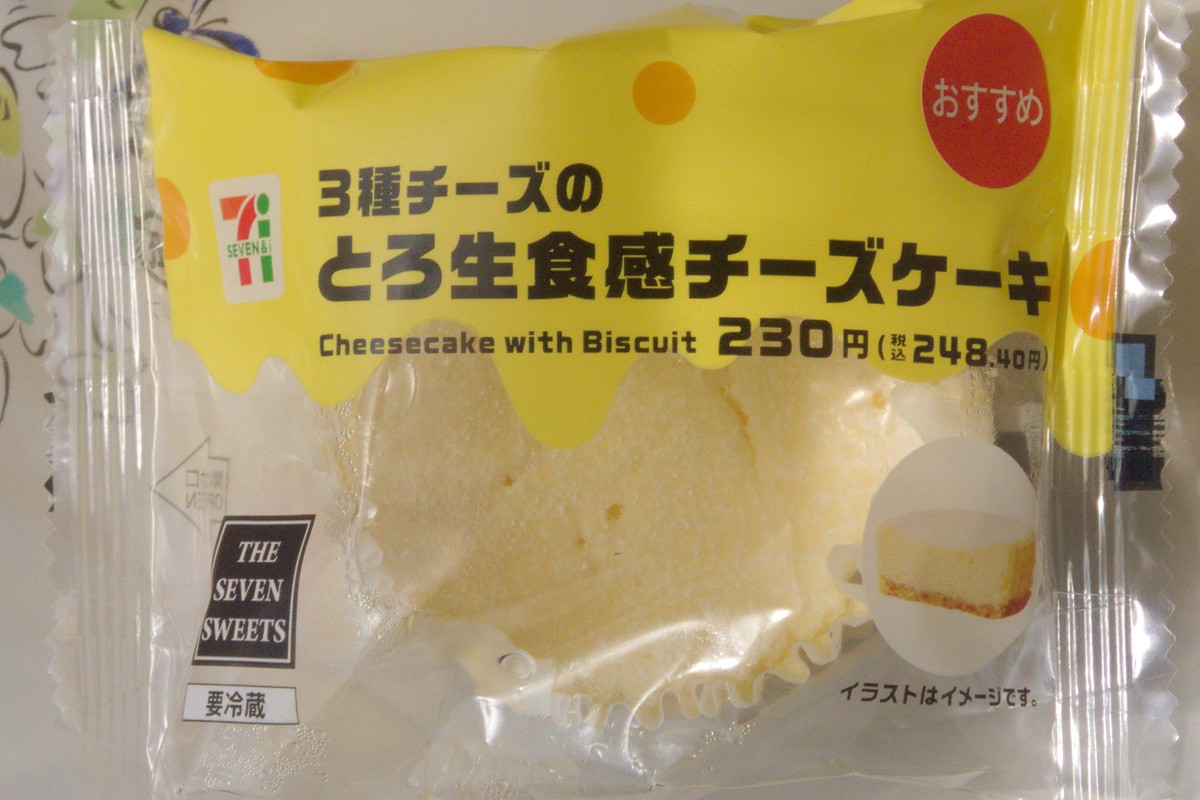 おすすめ
3種チーズの
SEVEN&i
とろ生食感チーズケーキ
Cheesecake with Biscuit 230円(税込248.40円)
開け口
OPEN
THE
SEVEN
SWEETS
要冷蔵
イラストはイメージです。